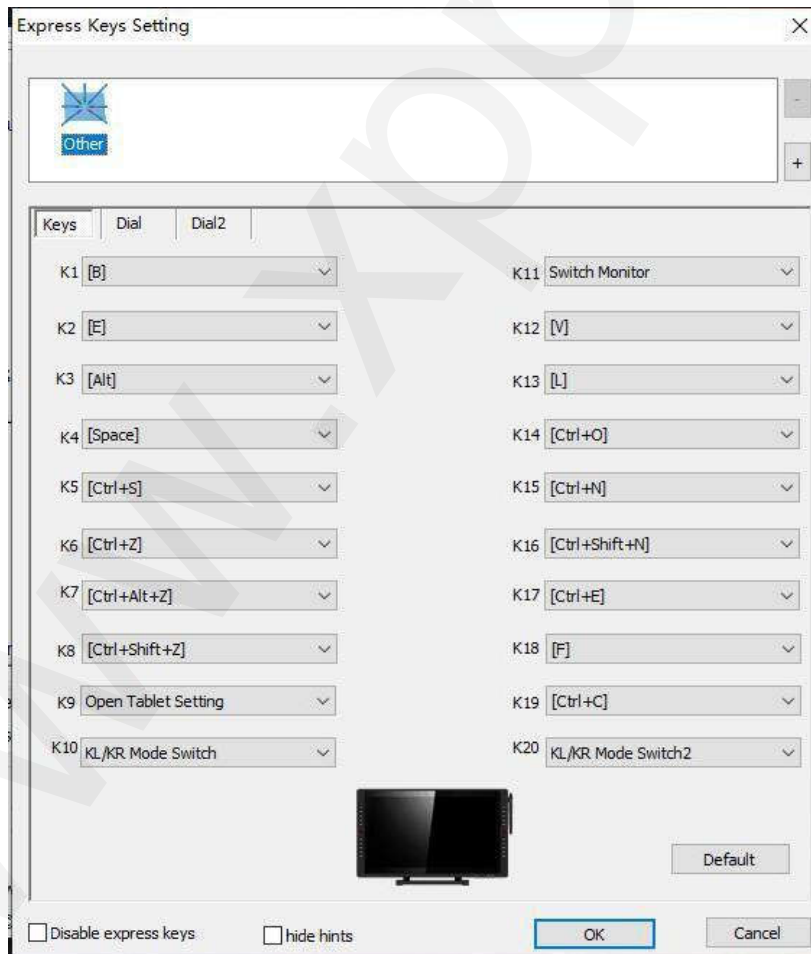 Express Keys Setting
Other
-
+
Keys Dial Dial2
K1 [B] K11 Switch Monitor
K2 [E] K12 [V]
K3 [Alt] K13 [L]
K4 [Space] K14 [Ctrl+O]
K5 [Ctrl+S] K15 [Ctrl+N]
K6 [Ctrl+Z] K16 [Ctrl+Shift+N]
K7 [Ctrl+Alt+Z] K17 [Ctrl+E]
K8 [Ctrl+Shift+Z] K18 [F]
K9 Open Tablet Setting K19 [Ctrl+C]
K10 KL/KR Mode Switch K20 KL/KR Mode Switch2
Default
Disable express keys hide hints OK Cancel